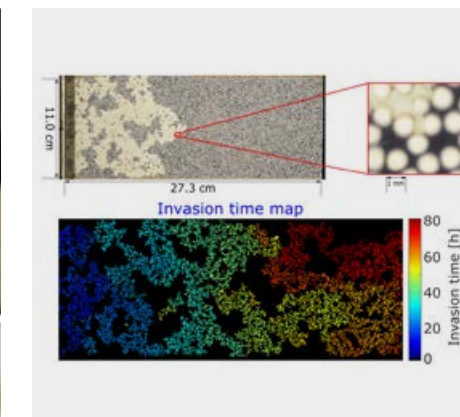 11.0 cm
27.3 cm
1 mm
Invasion time map
80
60
40
20
0
Invasion time [h]